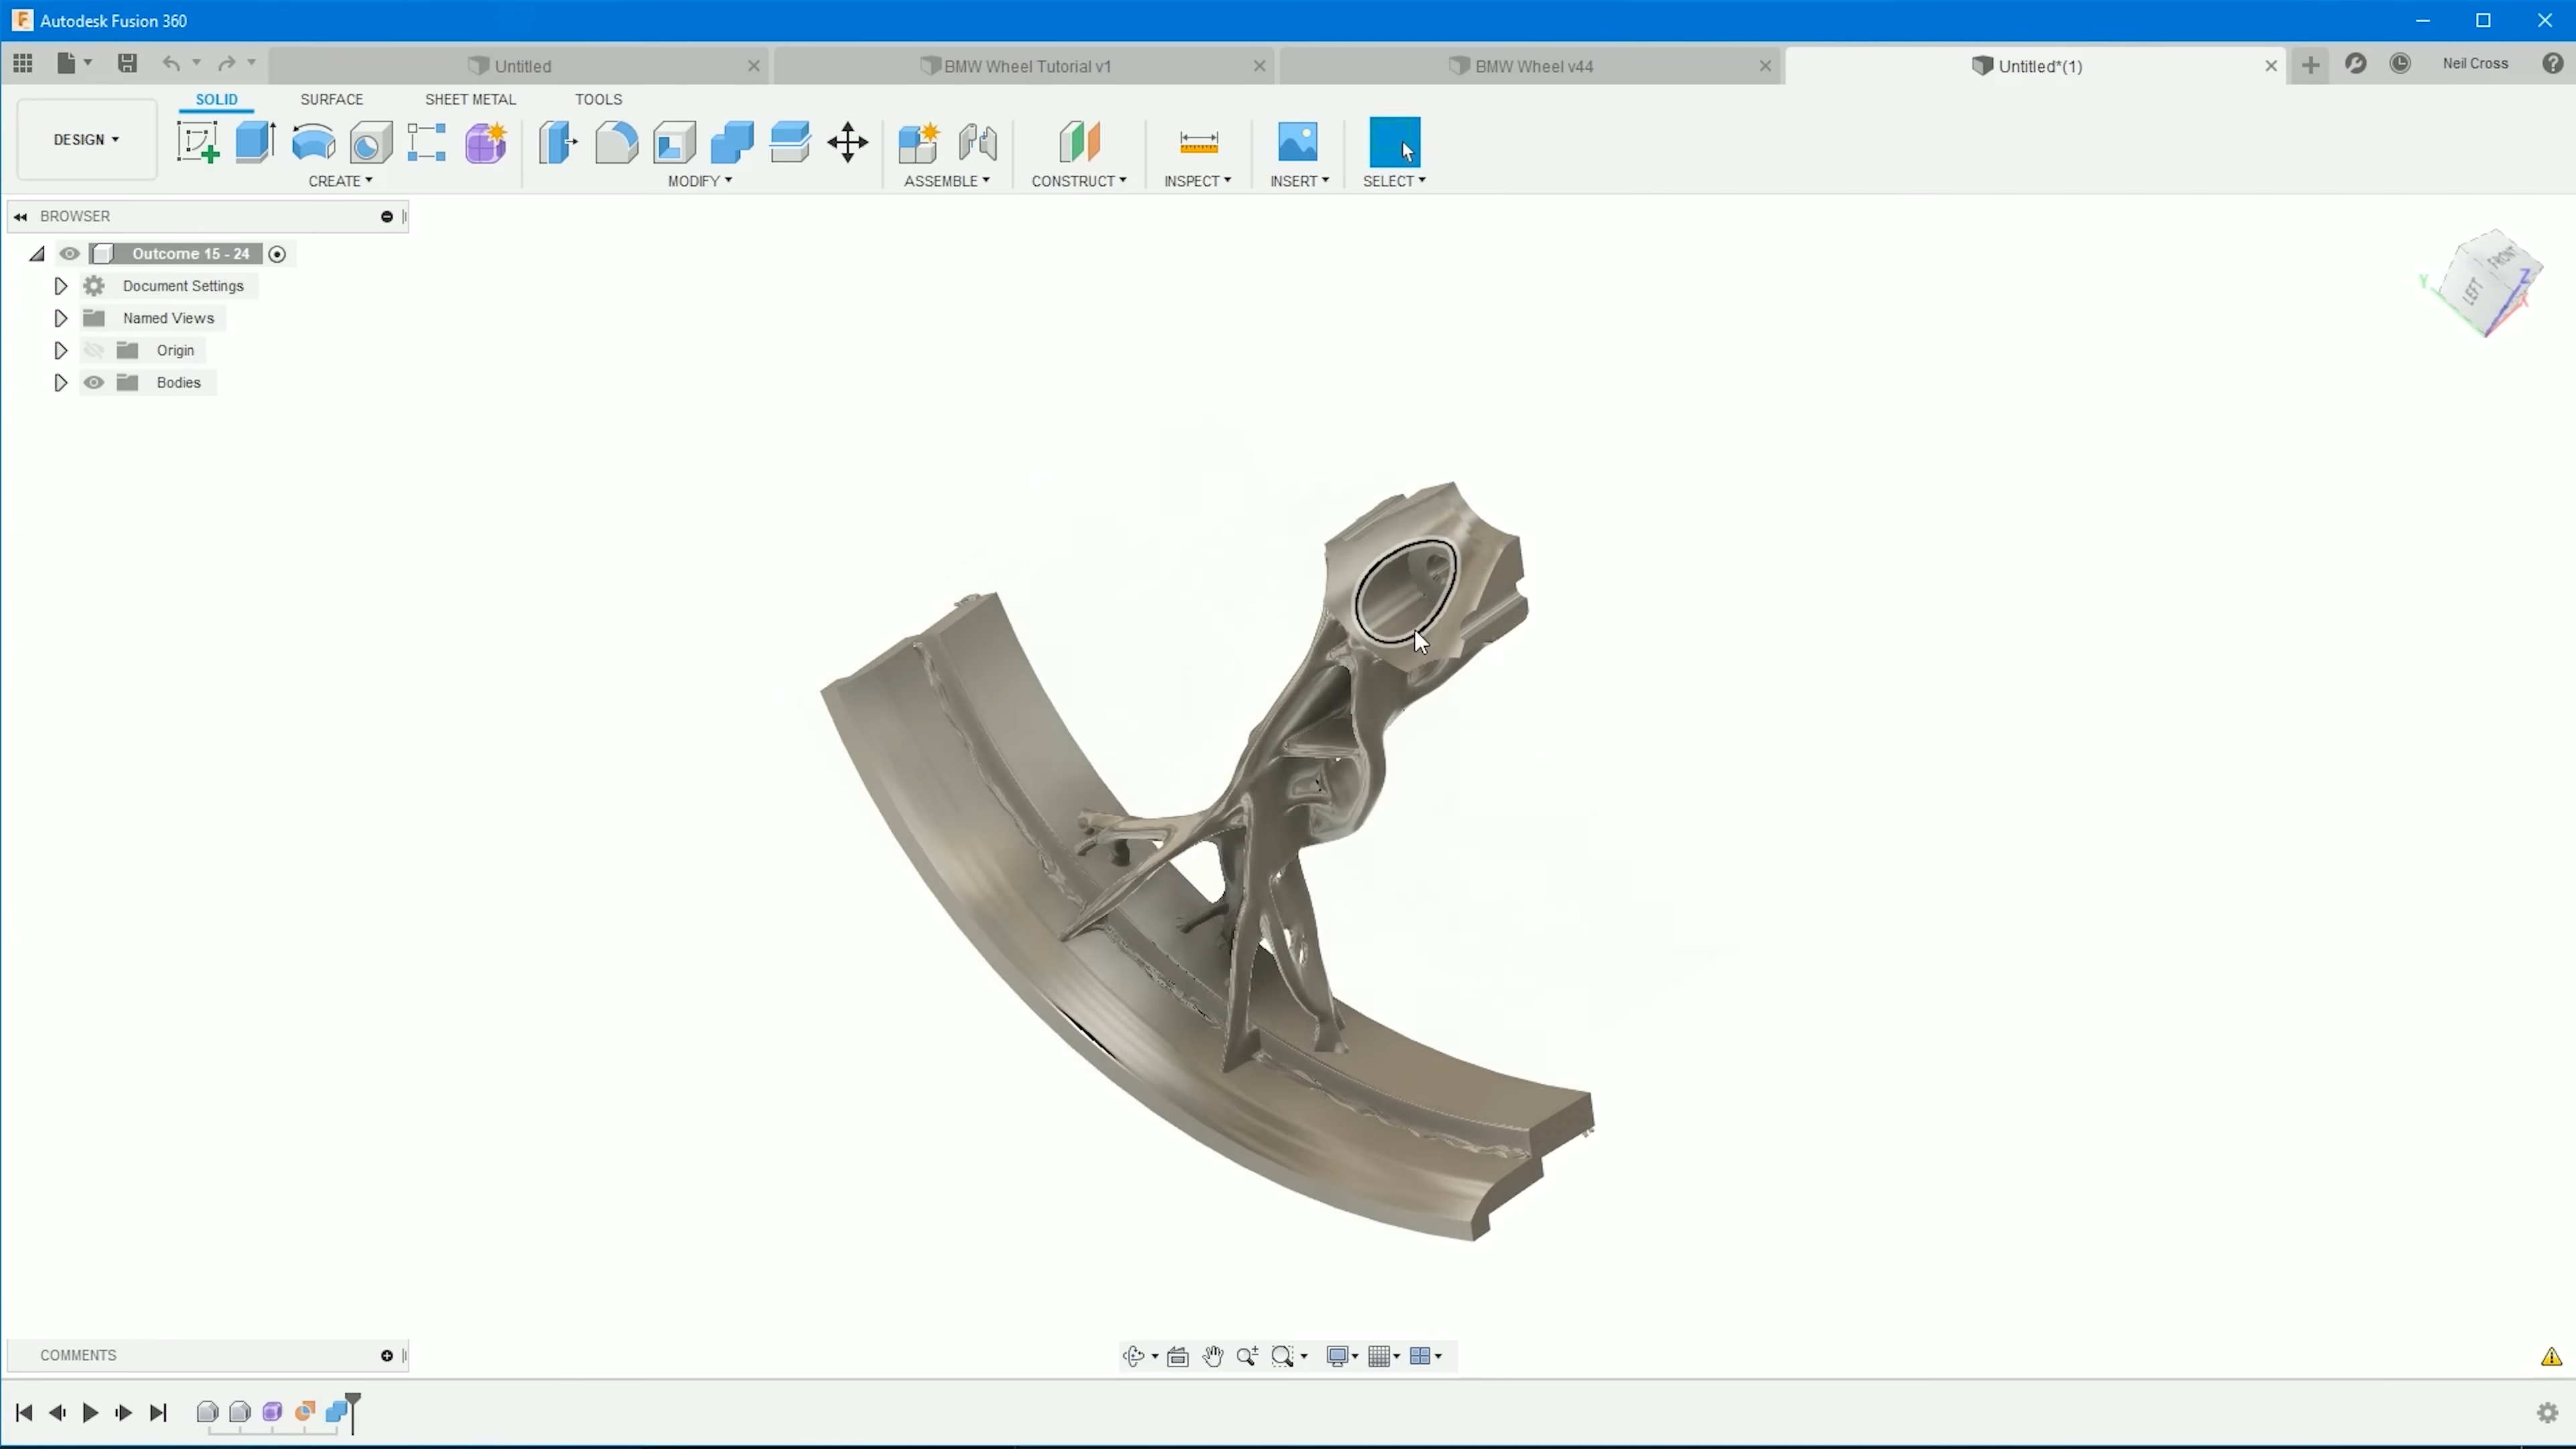 Autodesk Fusion 360
Untitled
BMW Wheel Tutorial v1
BMW Wheel v44
Untitled*(1)
Neil Cross
DESIGN
SOLID
SURFACE
SHEET METAL
TOOLS
CREATE
MODIFY
ASSEMBLE
CONSTRUCT
INSPECT
INSERT
SELECT
BROWSER
Outcome 15 - 24
Document Settings
Named Views
Origin
Bodies
FRONT
LEFT
Y
Z
X
COMMENTS